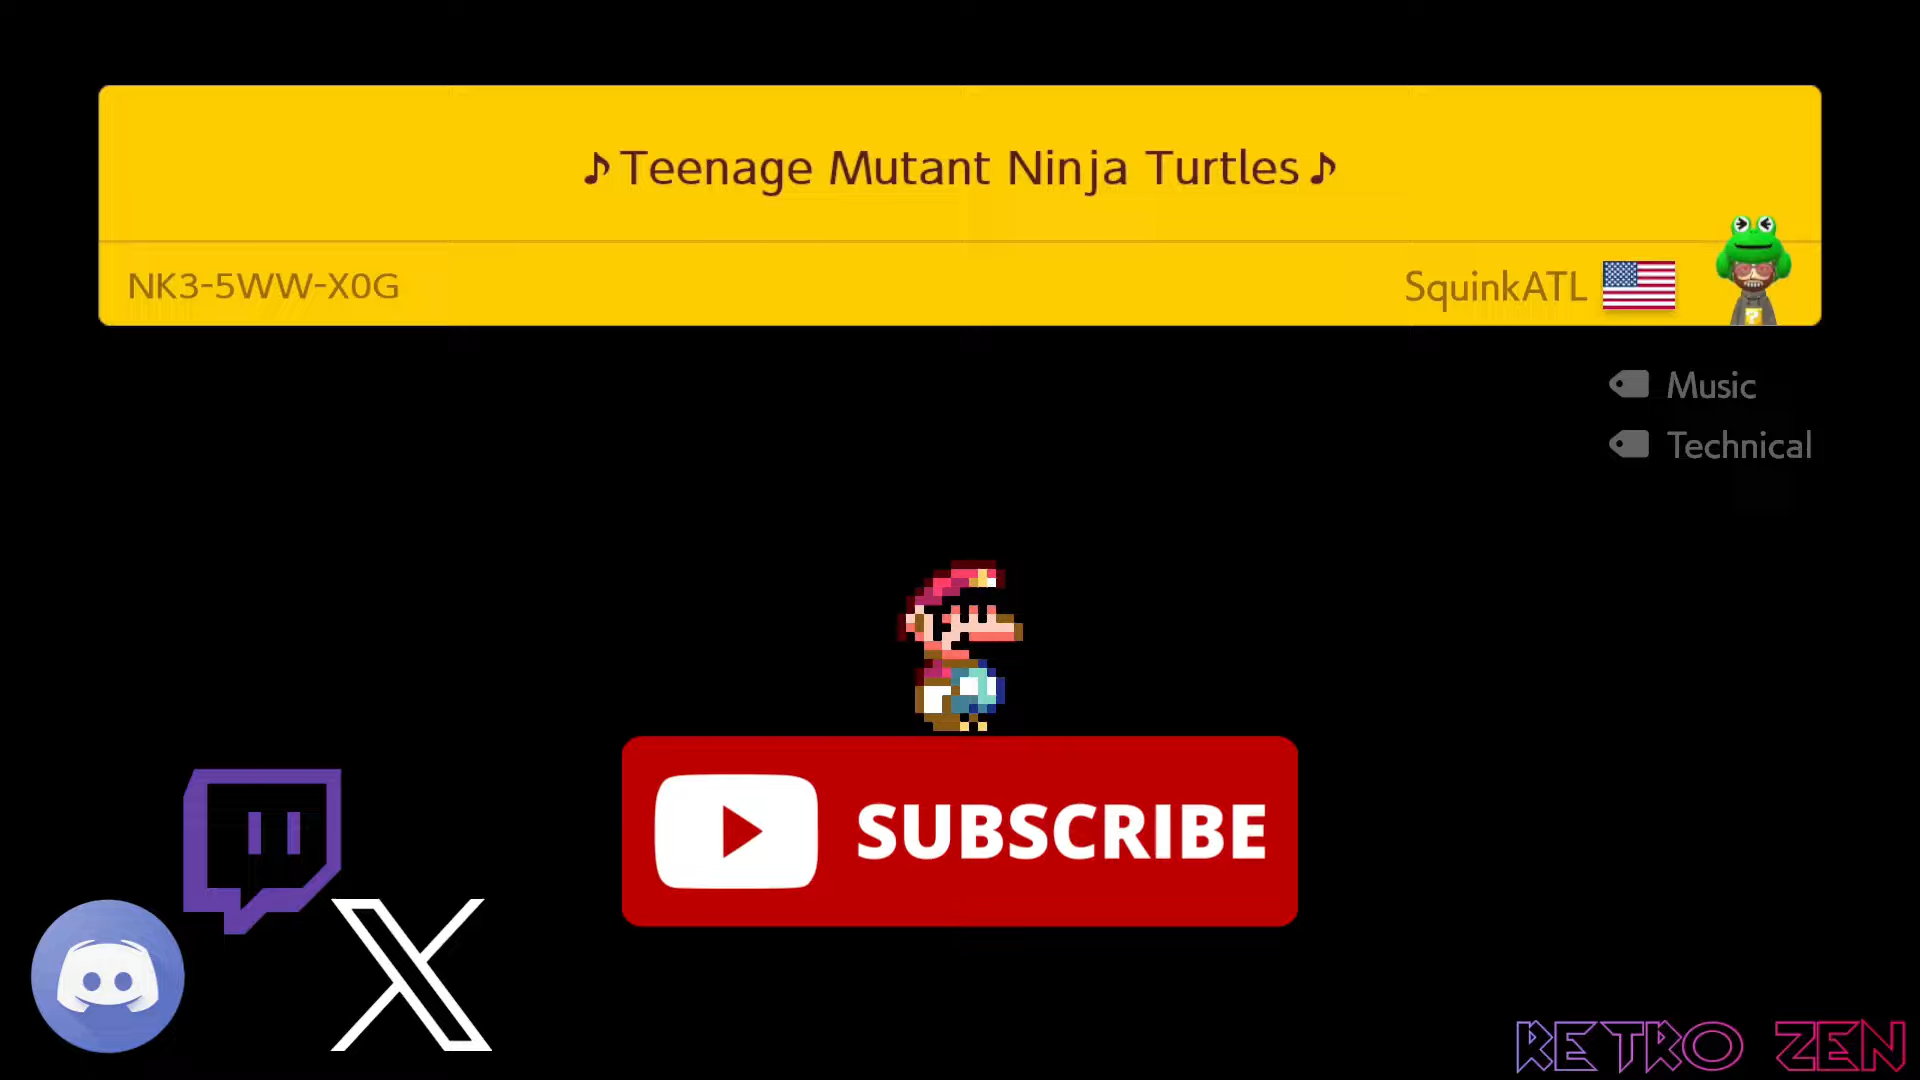 ♪Teenage Mutant Ninja Turtles♪
NK3-5WW-X0G
SquinkATL
Music
Technical
SUBSCRIBE
RETRO ZEN